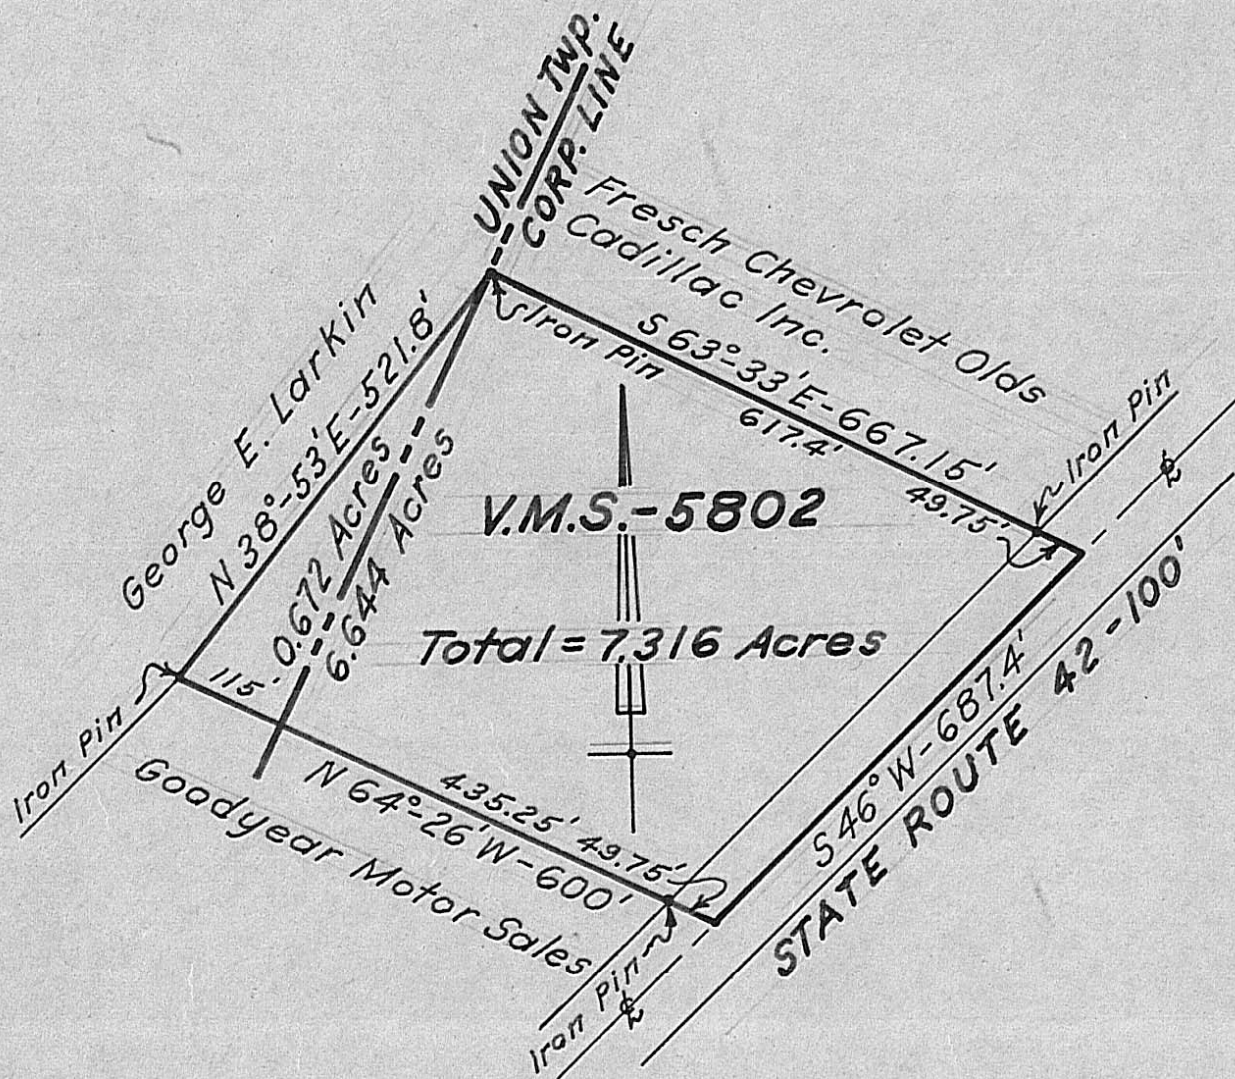 UNION TWP.
CORP. LINE
Fresch Chevrolet Olds
Cadillac Inc.
Iron Pin
S 63°-33'E-667.15'
617.4'
49.75'
Iron Pin
℄
George E. Larkin
N 38°-53'E-521.8'
0.672 Acres
6.644 Acres
V.M.S.-5802
Total = 7.316 Acres
115'
Iron Pin
435.25'
49.75'
N 64°-26'W-600'
Goodyear Motor Sales
S 46° W-687.4'
STATE ROUTE 42-100'
Iron Pin
℄